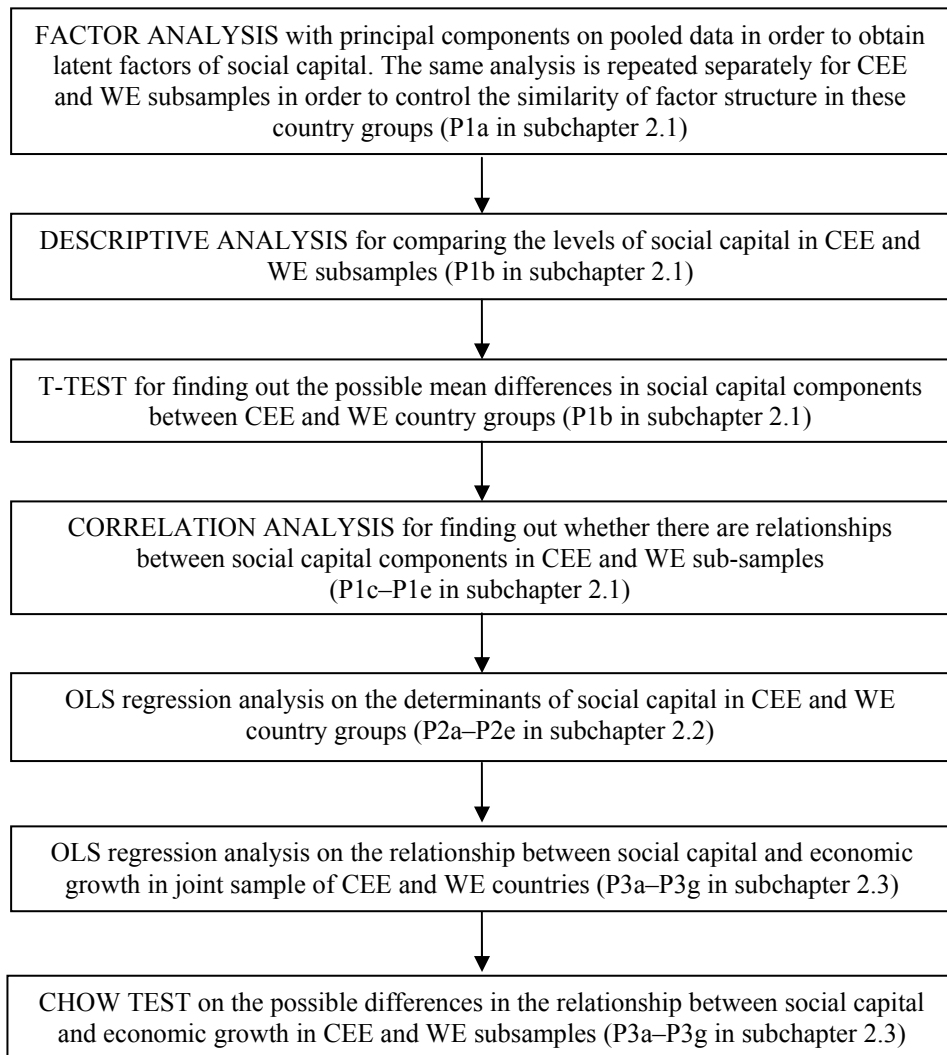 FACTOR ANALYSIS with principal components on pooled data in order to obtain
latent factors of social capital. The same analysis is repeated separately for CEE
and WE subsamples in order to control the similarity of factor structure in these
country groups (P1a in subchapter 2.1)
DESCRIPTIVE ANALYSIS for comparing the levels of social capital in CEE and
WE subsamples (P1b in subchapter 2.1)
T-TEST for finding out the possible mean differences in social capital components
between CEE and WE country groups (P1b in subchapter 2.1)
CORRELATION ANALYSIS for finding out whether there are relationships
between social capital components in CEE and WE sub-samples
(P1c–P1e in subchapter 2.1)
OLS regression analysis on the determinants of social capital in CEE and WE
country groups (P2a–P2e in subchapter 2.2)
OLS regression analysis on the relationship between social capital and economic
growth in joint sample of CEE and WE countries (P3a–P3g in subchapter 2.3)
CHOW TEST on the possible differences in the relationship between social capital
and economic growth in CEE and WE subsamples (P3a–P3g in subchapter 2.3)